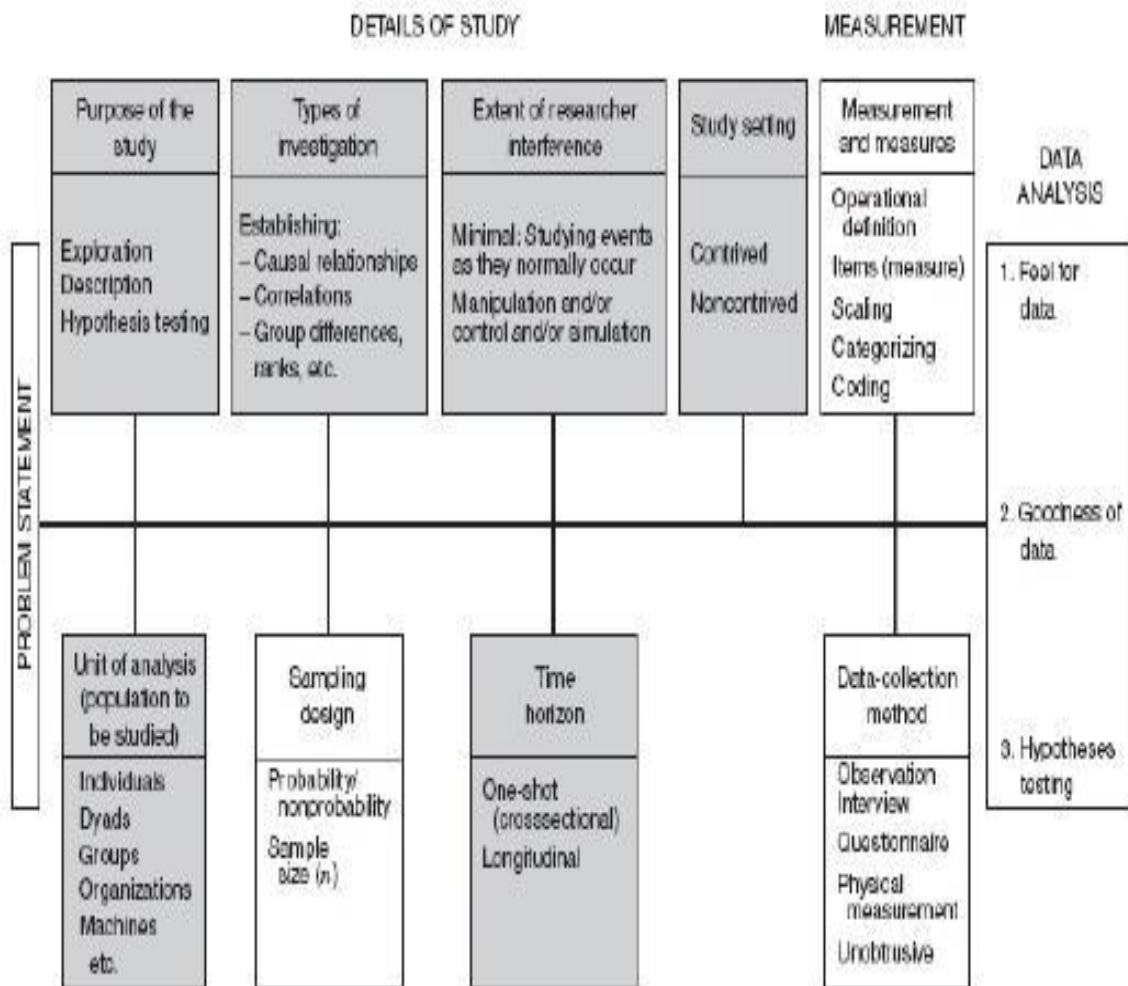 DETAILS OF STUDY
MEASUREMENT
Purpose of the
study
Exploration
Description
Hypothesis testing
Types of
investigation
Establishing:
– Causal relationships
– Correlations
– Group differences,
ranks, etc.
Extent of researcher
interference
Minimal: Studying events
as they normally occur
Manipulation and/or
control and/or simulation
Study setting
Contrived
Noncontrived
Measurement
and measures
Operational
definition
Items (measure)
Scaling
Categorizing
Coding
DATA
ANALYSIS
1. Feel for
data
2. Goodness of
data
3. Hypotheses
testing
PROBLEM STATEMENT
Unit of analysis
(population to
be studied)
Individuals
Dyads
Groups
Organizations
Machines
etc.
Sampling
design
Probability/
nonprobability
Sample
size (n)
Time
horizon
One-shot
(crosssectional)
Longitudinal
Data-collection
method
Observation
Interview
Questionnaire
Physical
measurement
Unobtrusive